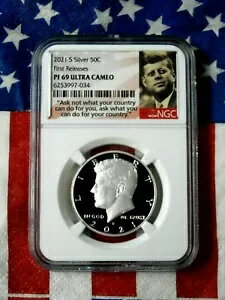 2021 S Silver 50C
First Releases
PF 69 ULTRA CAMEO
6253997-034
NGC
"Ask not what your country
can do for you, ask what you
can do for your country."
LIBERTY
IN GOD WE TRUST
S
2021